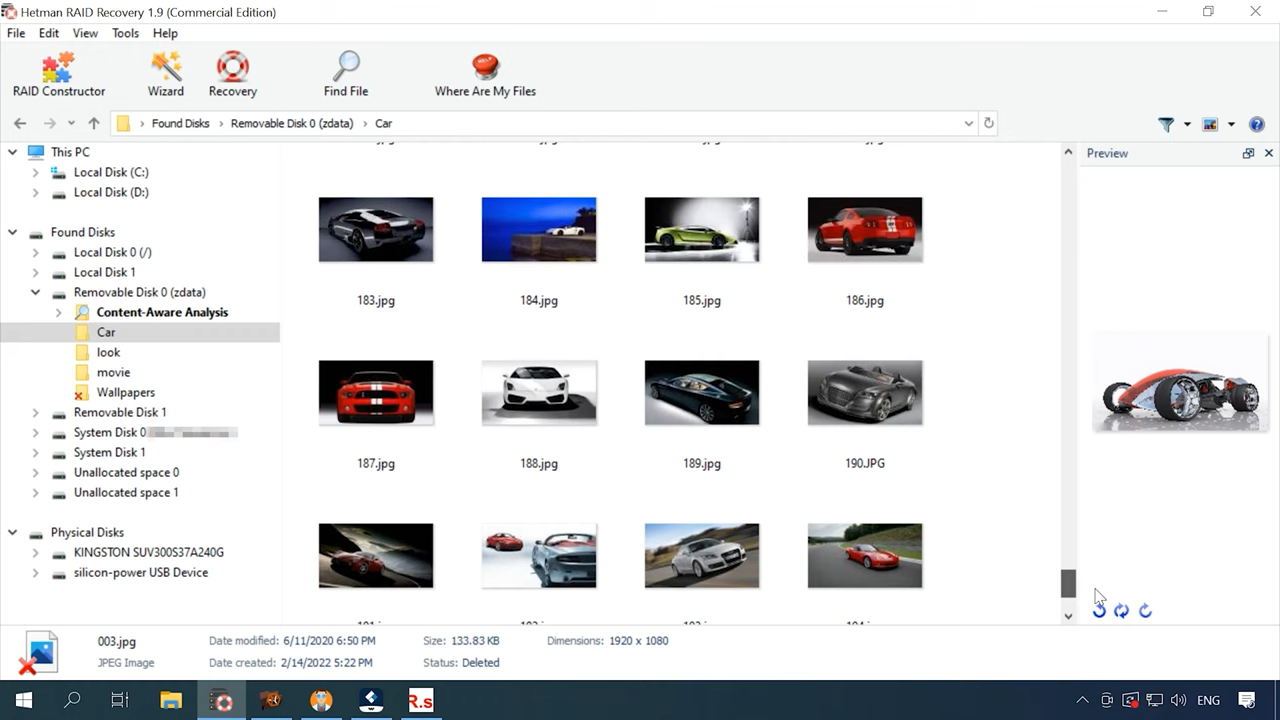 Hetman RAID Recovery 1.9 (Commercial Edition)
File Edit View Tools Help
RAID Constructor Wizard Recovery Find File Where Are My Files
Found Disks Removable Disk 0 (zdata) Car
This PC
Local Disk (C:)
Local Disk (D:)
Found Disks
Local Disk 0 (/)
Local Disk 1
Removable Disk 0 (zdata)
Content-Aware Analysis
Car
look
movie
Wallpapers
Removable Disk 1
System Disk 0
System Disk 1
Unallocated space 0
Unallocated space 1
Physical Disks
KINGSTON SUV300S37A240G
silicon-power USB Device
183.jpg 184.jpg 185.jpg 186.jpg
187.jpg 188.jpg 189.jpg 190.JPG
Preview
003.jpg Date modified: 6/11/2020 6:50 PM Size: 133.83 KB Dimensions: 1920 x 1080
JPEG Image Date created: 2/14/2022 5:22 PM Status: Deleted
R.s ENG